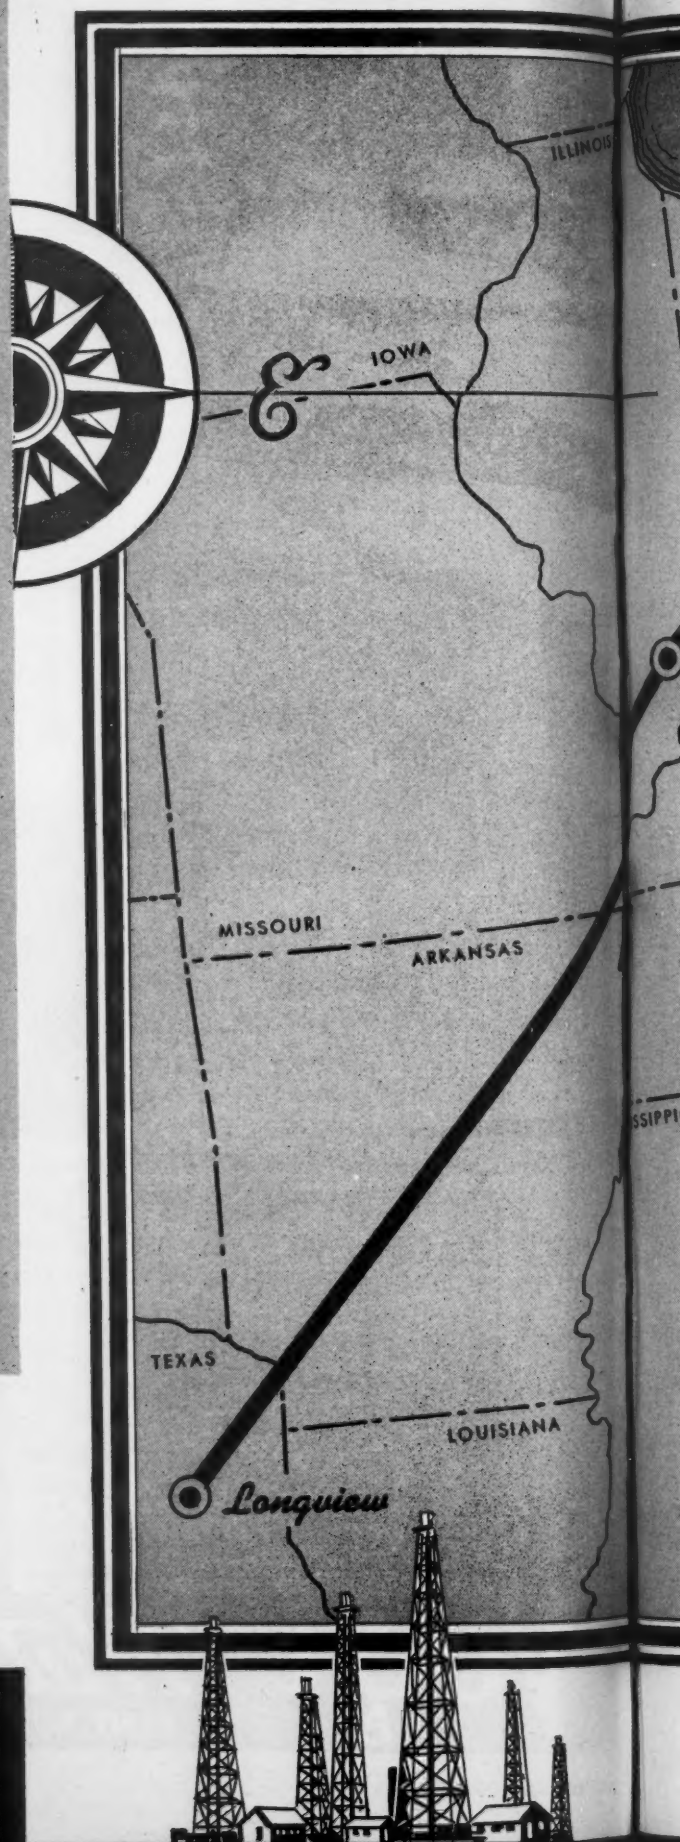 ILLINOIS
E
IOWA
MISSOURI
ARKANSAS
SSIPPI
TEXAS
LOUISIANA
Longview